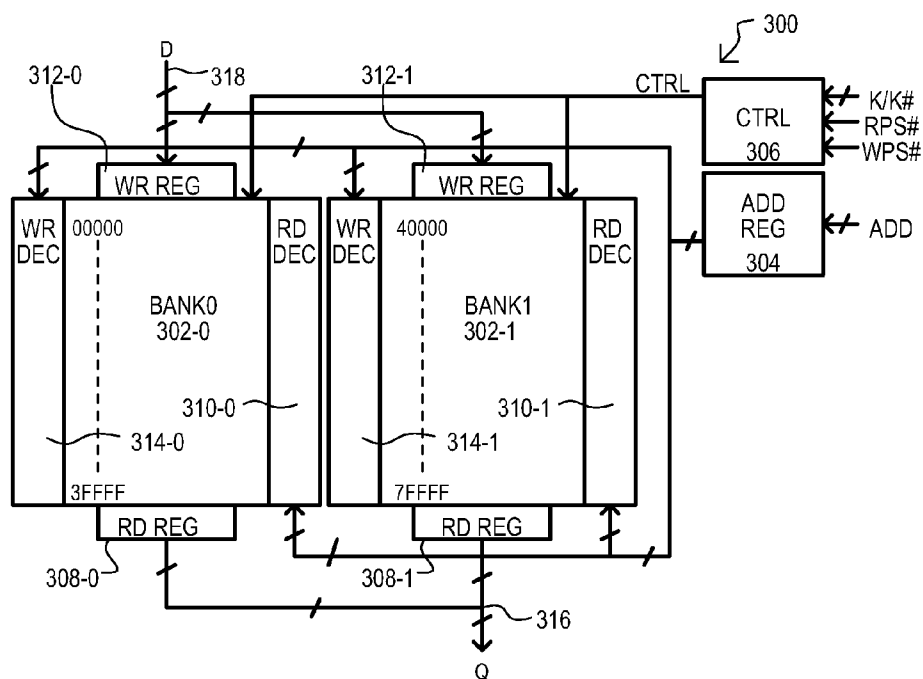 300
D
312-0
318
312-1
CTRL
CTRL
306
K/K#
RPS#
WPS#
WR REG
WR REG
ADD
REG
304
ADD
WR
DEC
00000
RD
DEC
WR
DEC
40000
RD
DEC
BANK0
302-0
BANK1
302-1
310-0
310-1
314-0
314-1
3FFFF
7FFFF
RD REG
RD REG
308-0
308-1
316
Q